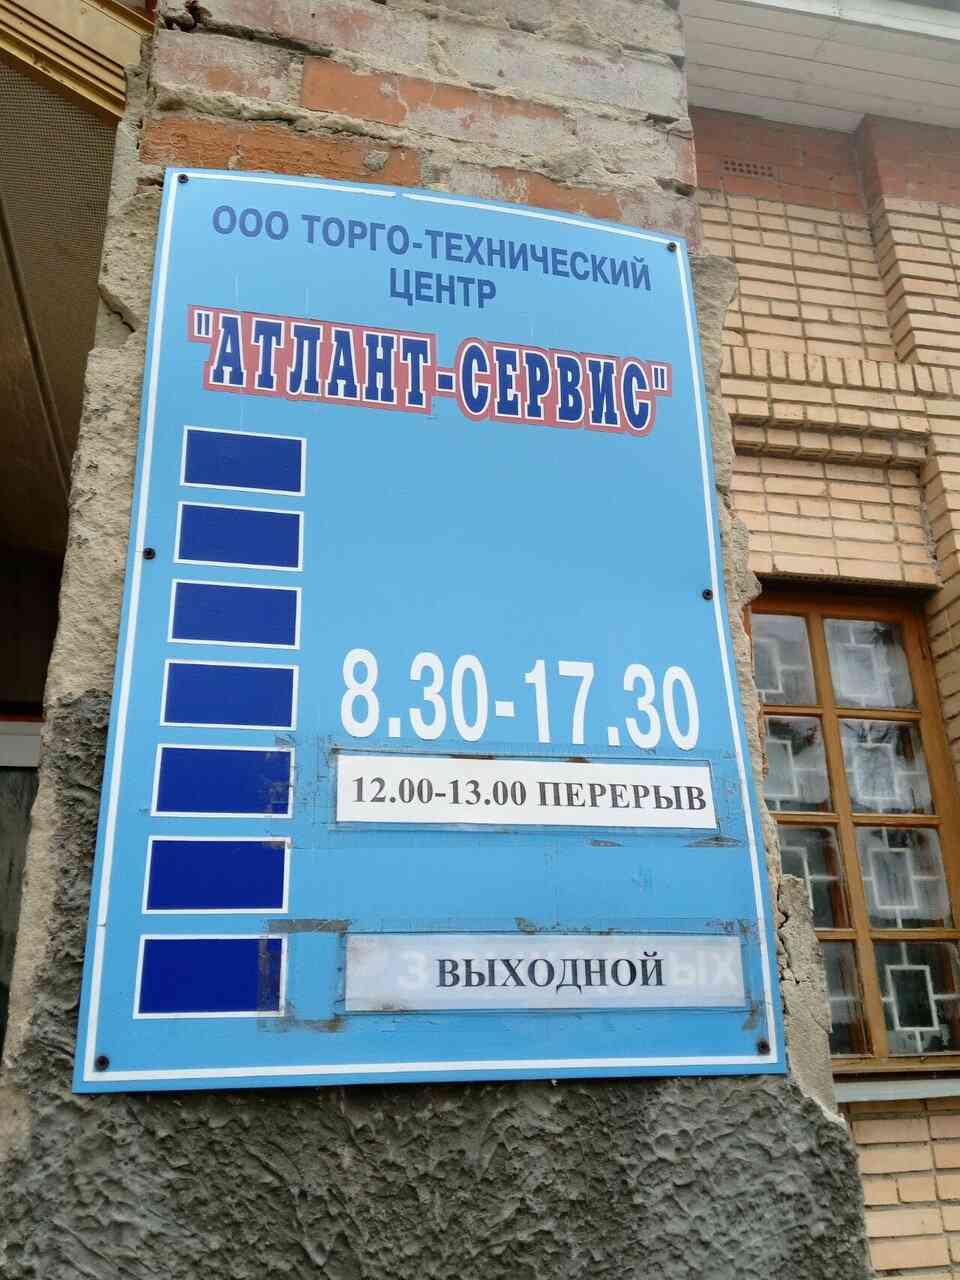 ООО ТОРГО-ТЕХНИЧЕСКИЙ
ЦЕНТР
"АТЛАНТ-СЕРВИС"
8.30-17.30
12.00-13.00 ПЕРЕРЫВ
ВЫХОДНОЙ